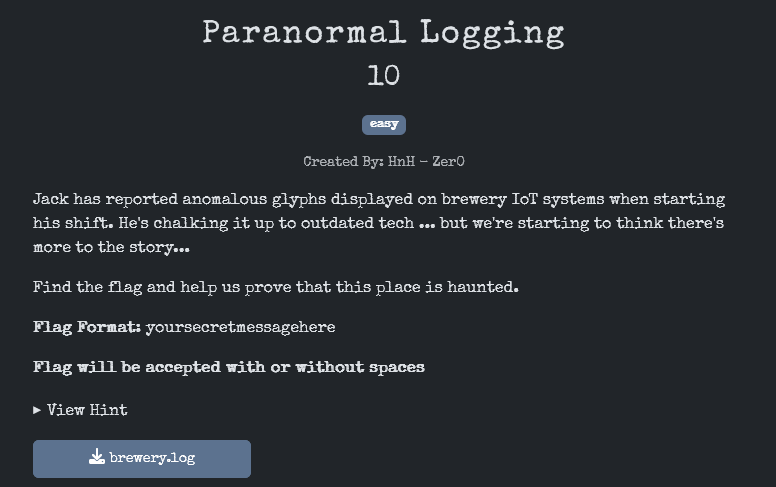 Paranormal Logging
10
easy
Created By: HnH - Zer0
Jack has reported anomalous glyphs displayed on brewery IoT systems when starting
his shift. He's chalking it up to outdated tech ... but we're starting to think there's
more to the story...
Find the flag and help us prove that this place is haunted.
Flag Format: yoursecretmessagehere
Flag will be accepted with or without spaces
▸ View Hint
brewery.log